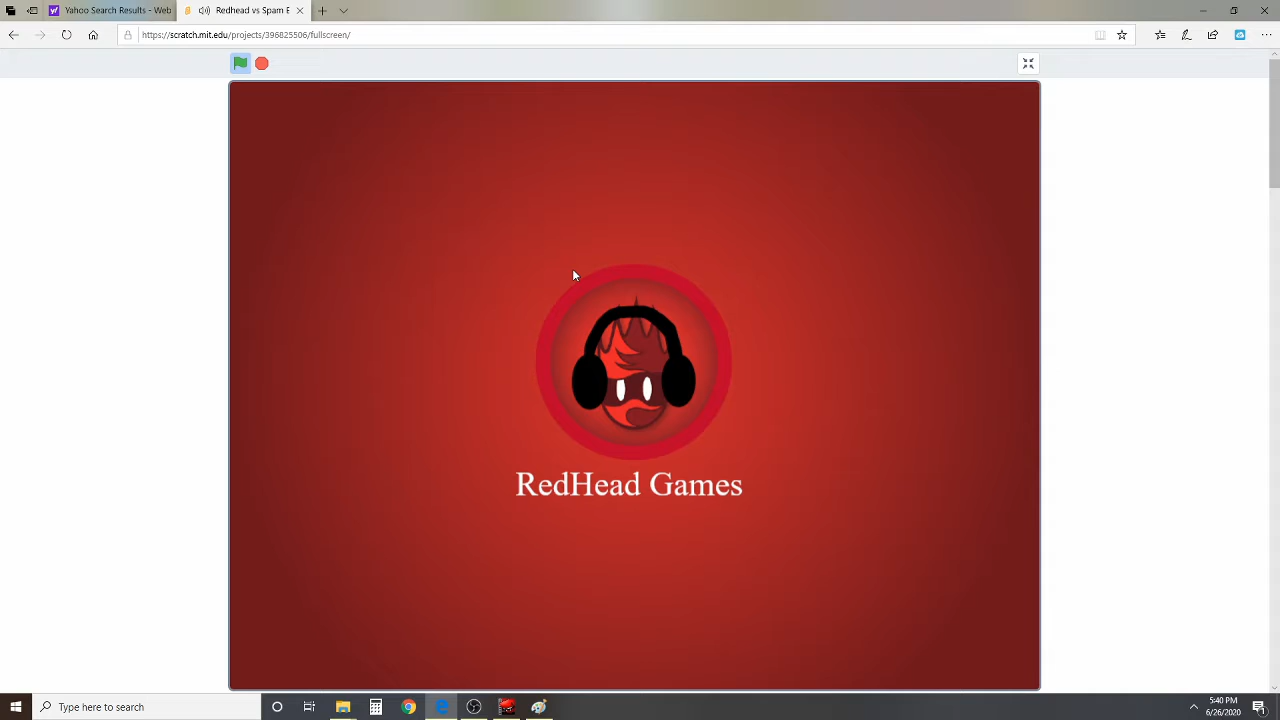 Yahoo Search Results - Web
Redhead vs Spam E
https://scratch.mit.edu/projects/396825506/fullscreen/
RedHead Games
Type here to search
5:40 PM
6/26/2020